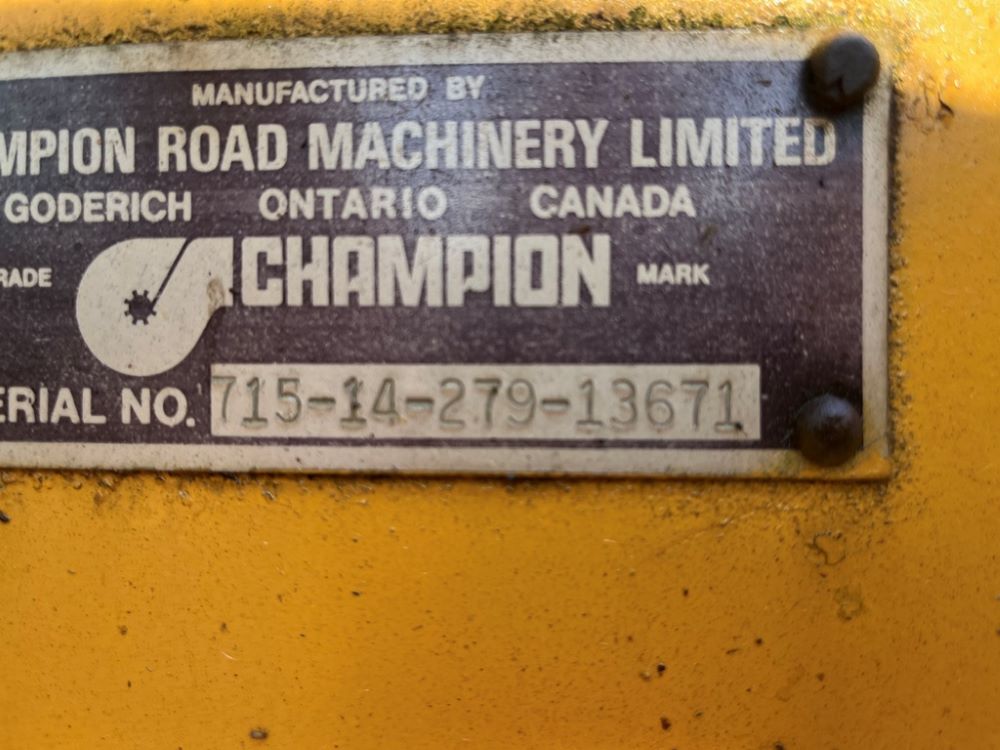 MANUFACTURED BY
MPION ROAD MACHINERY LIMITED
GODERICH ONTARIO CANADA
RADE CHAMPION MARK
ERIAL NO. 715-14-279-13671